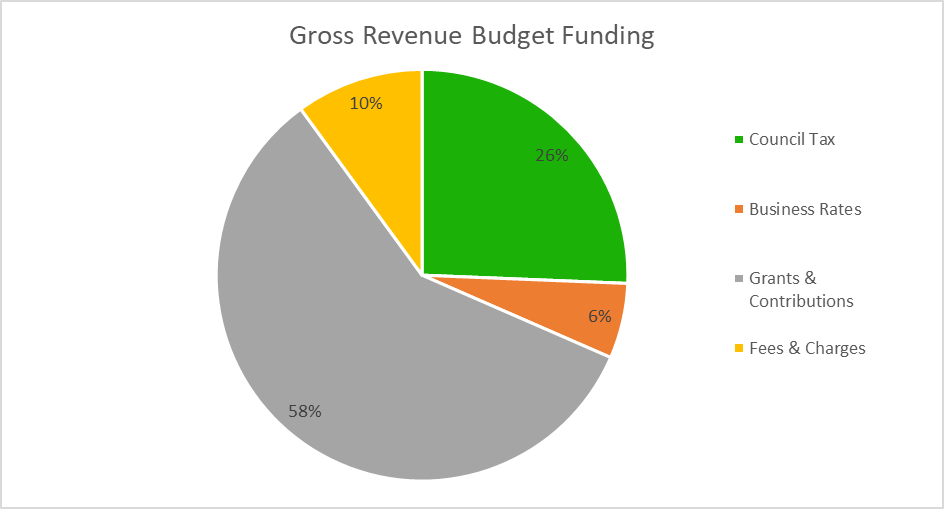 Gross Revenue Budget Funding
10%
26%
6%
58%
Council Tax
Business Rates
Grants &
Contributions
Fees & Charges